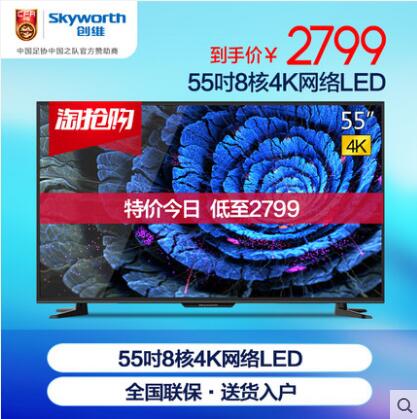 CFA
Skyworth
创维
中国足协中国之队官方赞助商
到手价¥2799
55吋8核4K网络LED
淘抢购
55"
4K
特价今日 低至2799
55吋8核4K网络LED
全国联保·送货入户